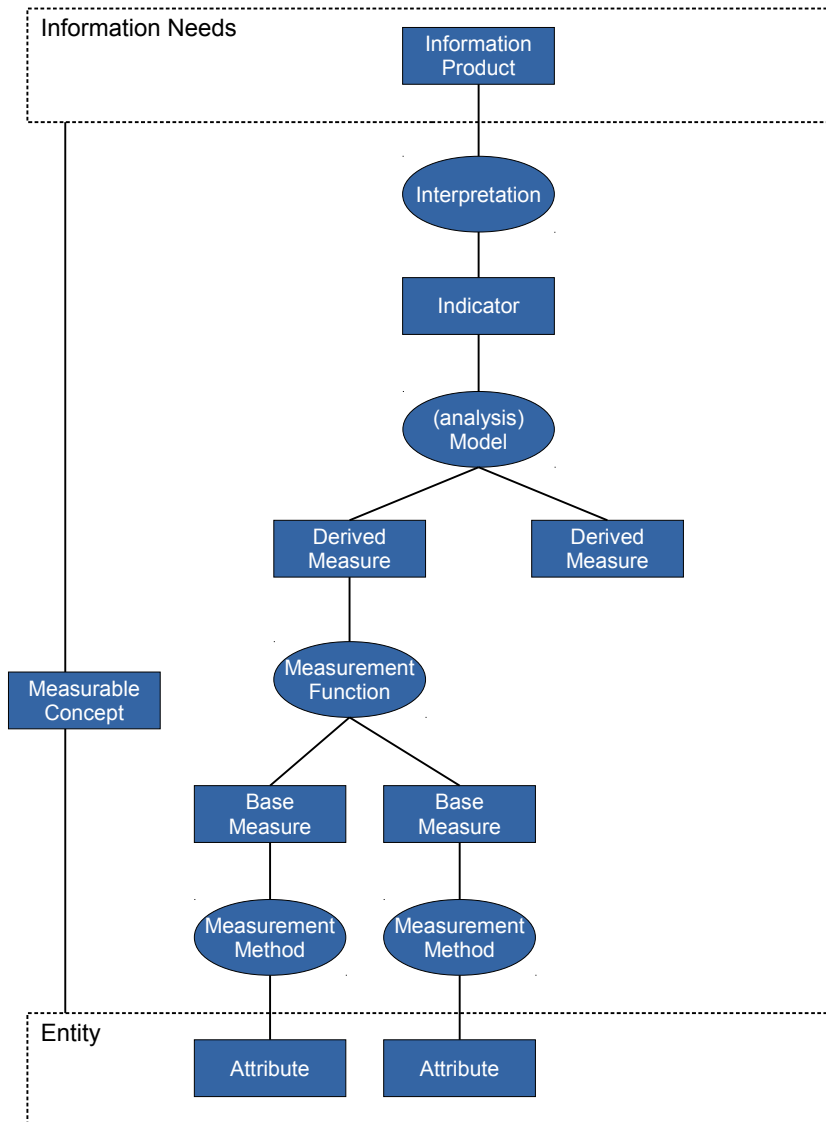 Information Needs
Information
Product
Interpretation
Indicator
(analysis)
Model
Derived
Measure
Derived
Measure
Measurement
Function
Measurable
Concept
Base
Measure
Base
Measure
Measurement
Method
Measurement
Method
Entity
Attribute
Attribute